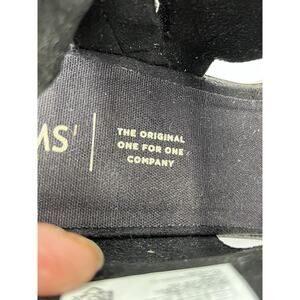 MS
THE ORIGINAL
ONE FOR ONE
COMPANY